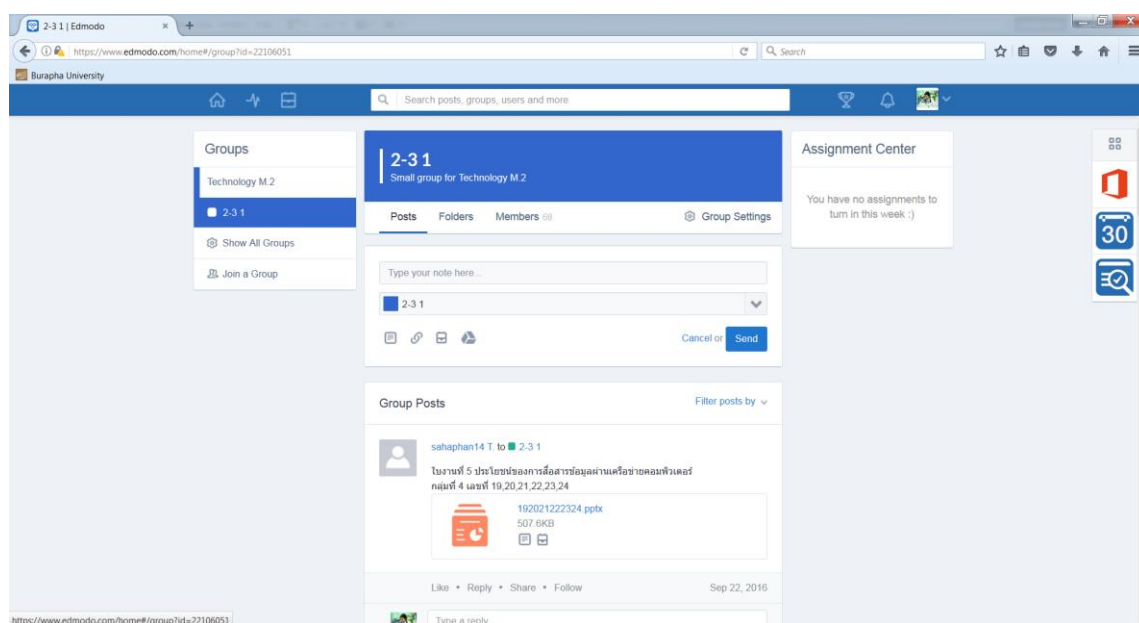 2-3 1 | Edmodo
https://www.edmodo.com/home#/group?id=22106051
Search
Burapha University
Search posts, groups, users and more
Groups
Technology M.2
2-3 1
Show All Groups
Join a Group
2-3 1
Small group for Technology M.2
Posts Folders Members 68 Group Settings
Type your note here...
2-3 1
Cancel or Send
Group Posts Filter posts by
sahaphan14 T. to 2-3 1
ใบงานที่ 5 ประโยชน์ของการสื่อสารข้อมูลผ่านเครือข่ายคอมพิวเตอร์
กลุ่มที่ 4 เลขที่ 19,20,21,22,23,24
192021222324.pptx
507.6KB
Like • Reply • Share • Follow Sep 22, 2016
Type a reply
Assignment Center
You have no assignments to
turn in this week :)
30
https://www.edmodo.com/home#/group?id=22106051